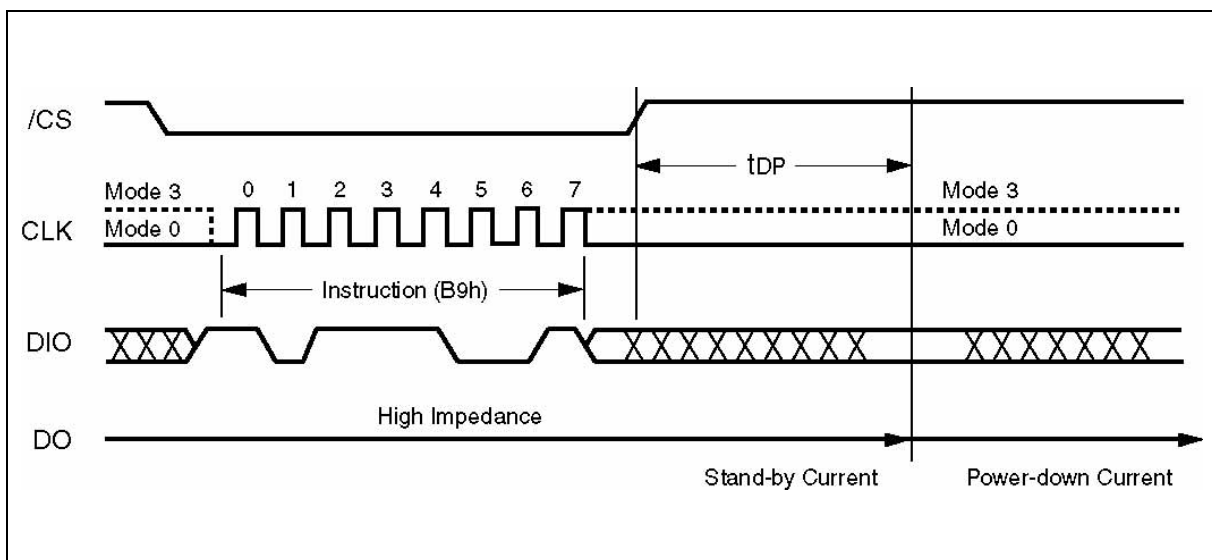 /CS
tDP
Mode 3 0 1 2 3 4 5 6 7 Mode 3
CLK Mode 0 Mode 0
Instruction (B9h)
DIO
High Impedance
DO
Stand-by Current Power-down Current